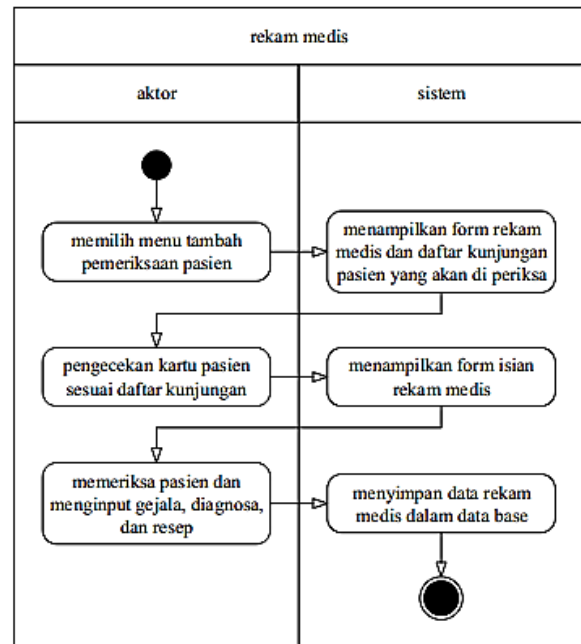 rekam medis
aktor
sistem
memilih menu tambah
pemeriksaan pasien
menampilkan form rekam
medis dan daftar kunjungan
pasien yang akan di periksa
pengecekan kartu pasien
sesuai daftar kunjungan
menampilkan form isian
rekam medis
memeriksa pasien dan
menginput gejala, diagnosa,
dan resep
menyimpan data rekam
medis dalam data base